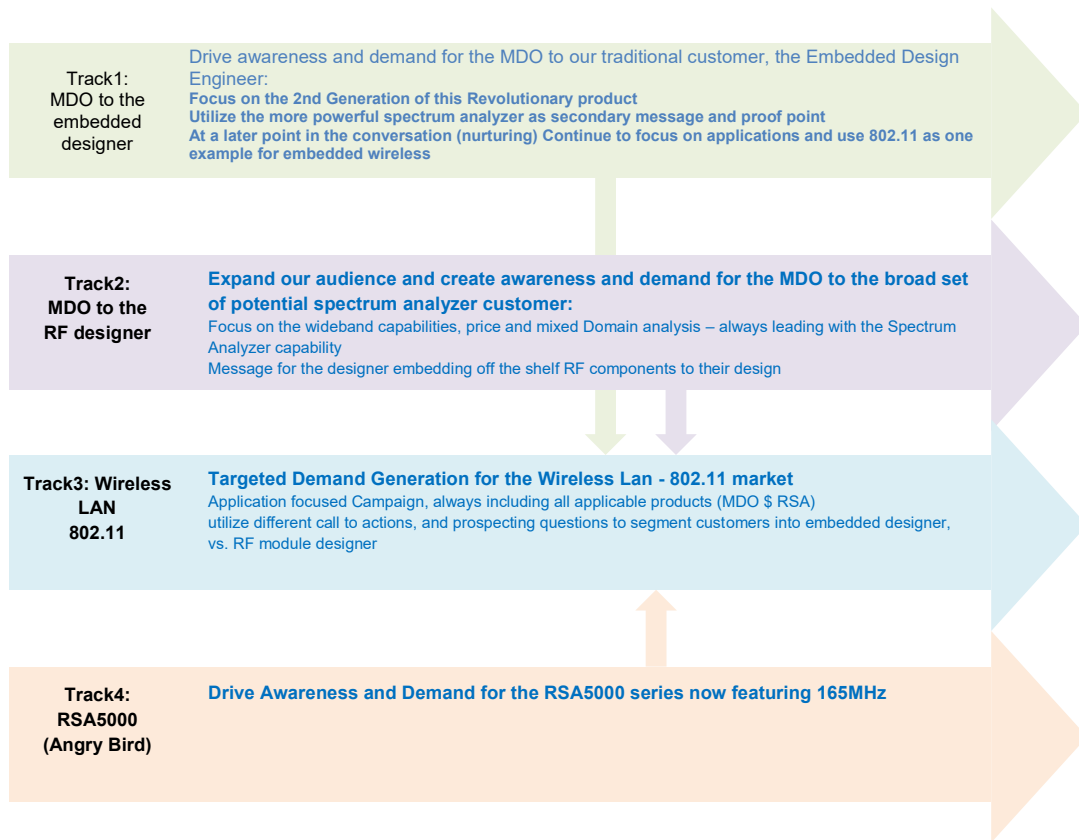 Track1:
MDO to the
embedded
designer
Drive awareness and demand for the MDO to our traditional customer, the Embedded Design
Engineer:
Focus on the 2nd Generation of this Revolutionary product
Utilize the more powerful spectrum analyzer as secondary message and proof point
At a later point in the conversation (nurturing) Continue to focus on applications and use 802.11 as one
example for embedded wireless
Track2:
MDO to the
RF designer
Expand our audience and create awareness and demand for the MDO to the broad set
of potential spectrum analyzer customer:
Focus on the wideband capabilities, price and mixed Domain analysis – always leading with the Spectrum
Analyzer capability
Message for the designer embedding off the shelf RF components to their design
Track3: Wireless
LAN
802.11
Targeted Demand Generation for the Wireless Lan - 802.11 market
Application focused Campaign, always including all applicable products (MDO $ RSA)
utilize different call to actions, and prospecting questions to segment customers into embedded designer,
vs. RF module designer
Track4:
RSA5000
(Angry Bird)
Drive Awareness and Demand for the RSA5000 series now featuring 165MHz